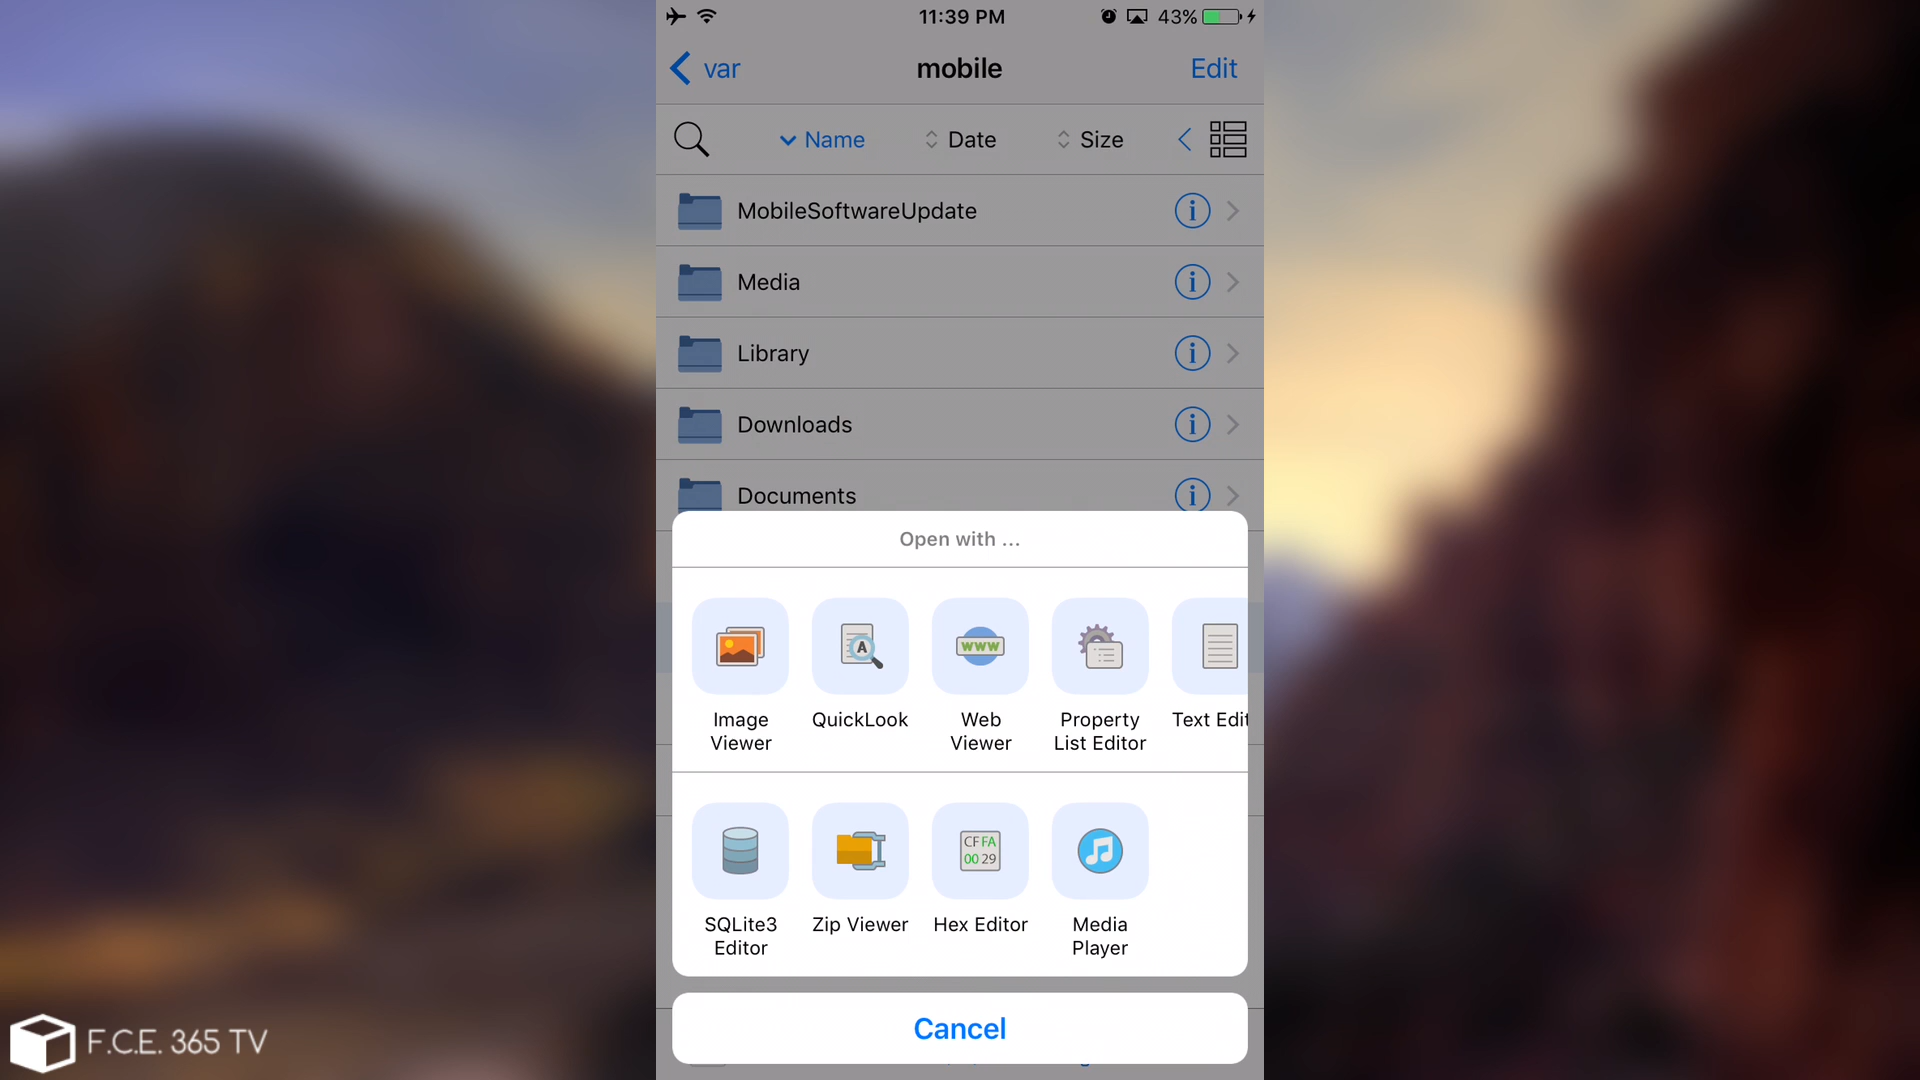 11:39 PM
43%
var
mobile
Edit
Name
Date
Size
MobileSoftwareUpdate
Media
Library
Downloads
Documents
Open with ...
Image
Viewer
QuickLook
A
Web
Viewer
www
Property
List Editor
Text Edit
SQLite3
Editor
Zip Viewer
CF FA
00 29
Hex Editor
Media
Player
Cancel
F.C.E. 365 TV